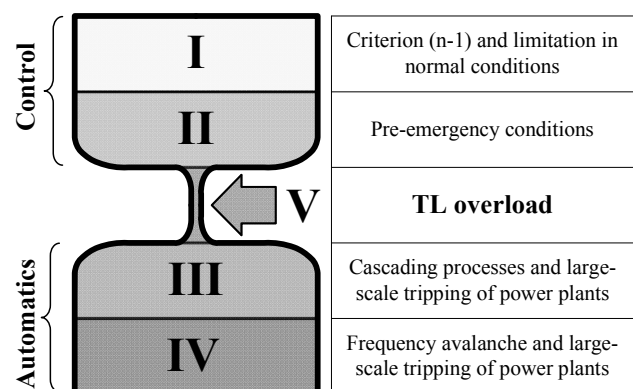 Control
I
Criterion (n-1) and limitation in
normal conditions
II
Pre-emergency conditions
V
TL overload
Automatics
III
Cascading processes and large-
scale tripping of power plants
IV
Frequency avalanche and large-
scale tripping of power plants